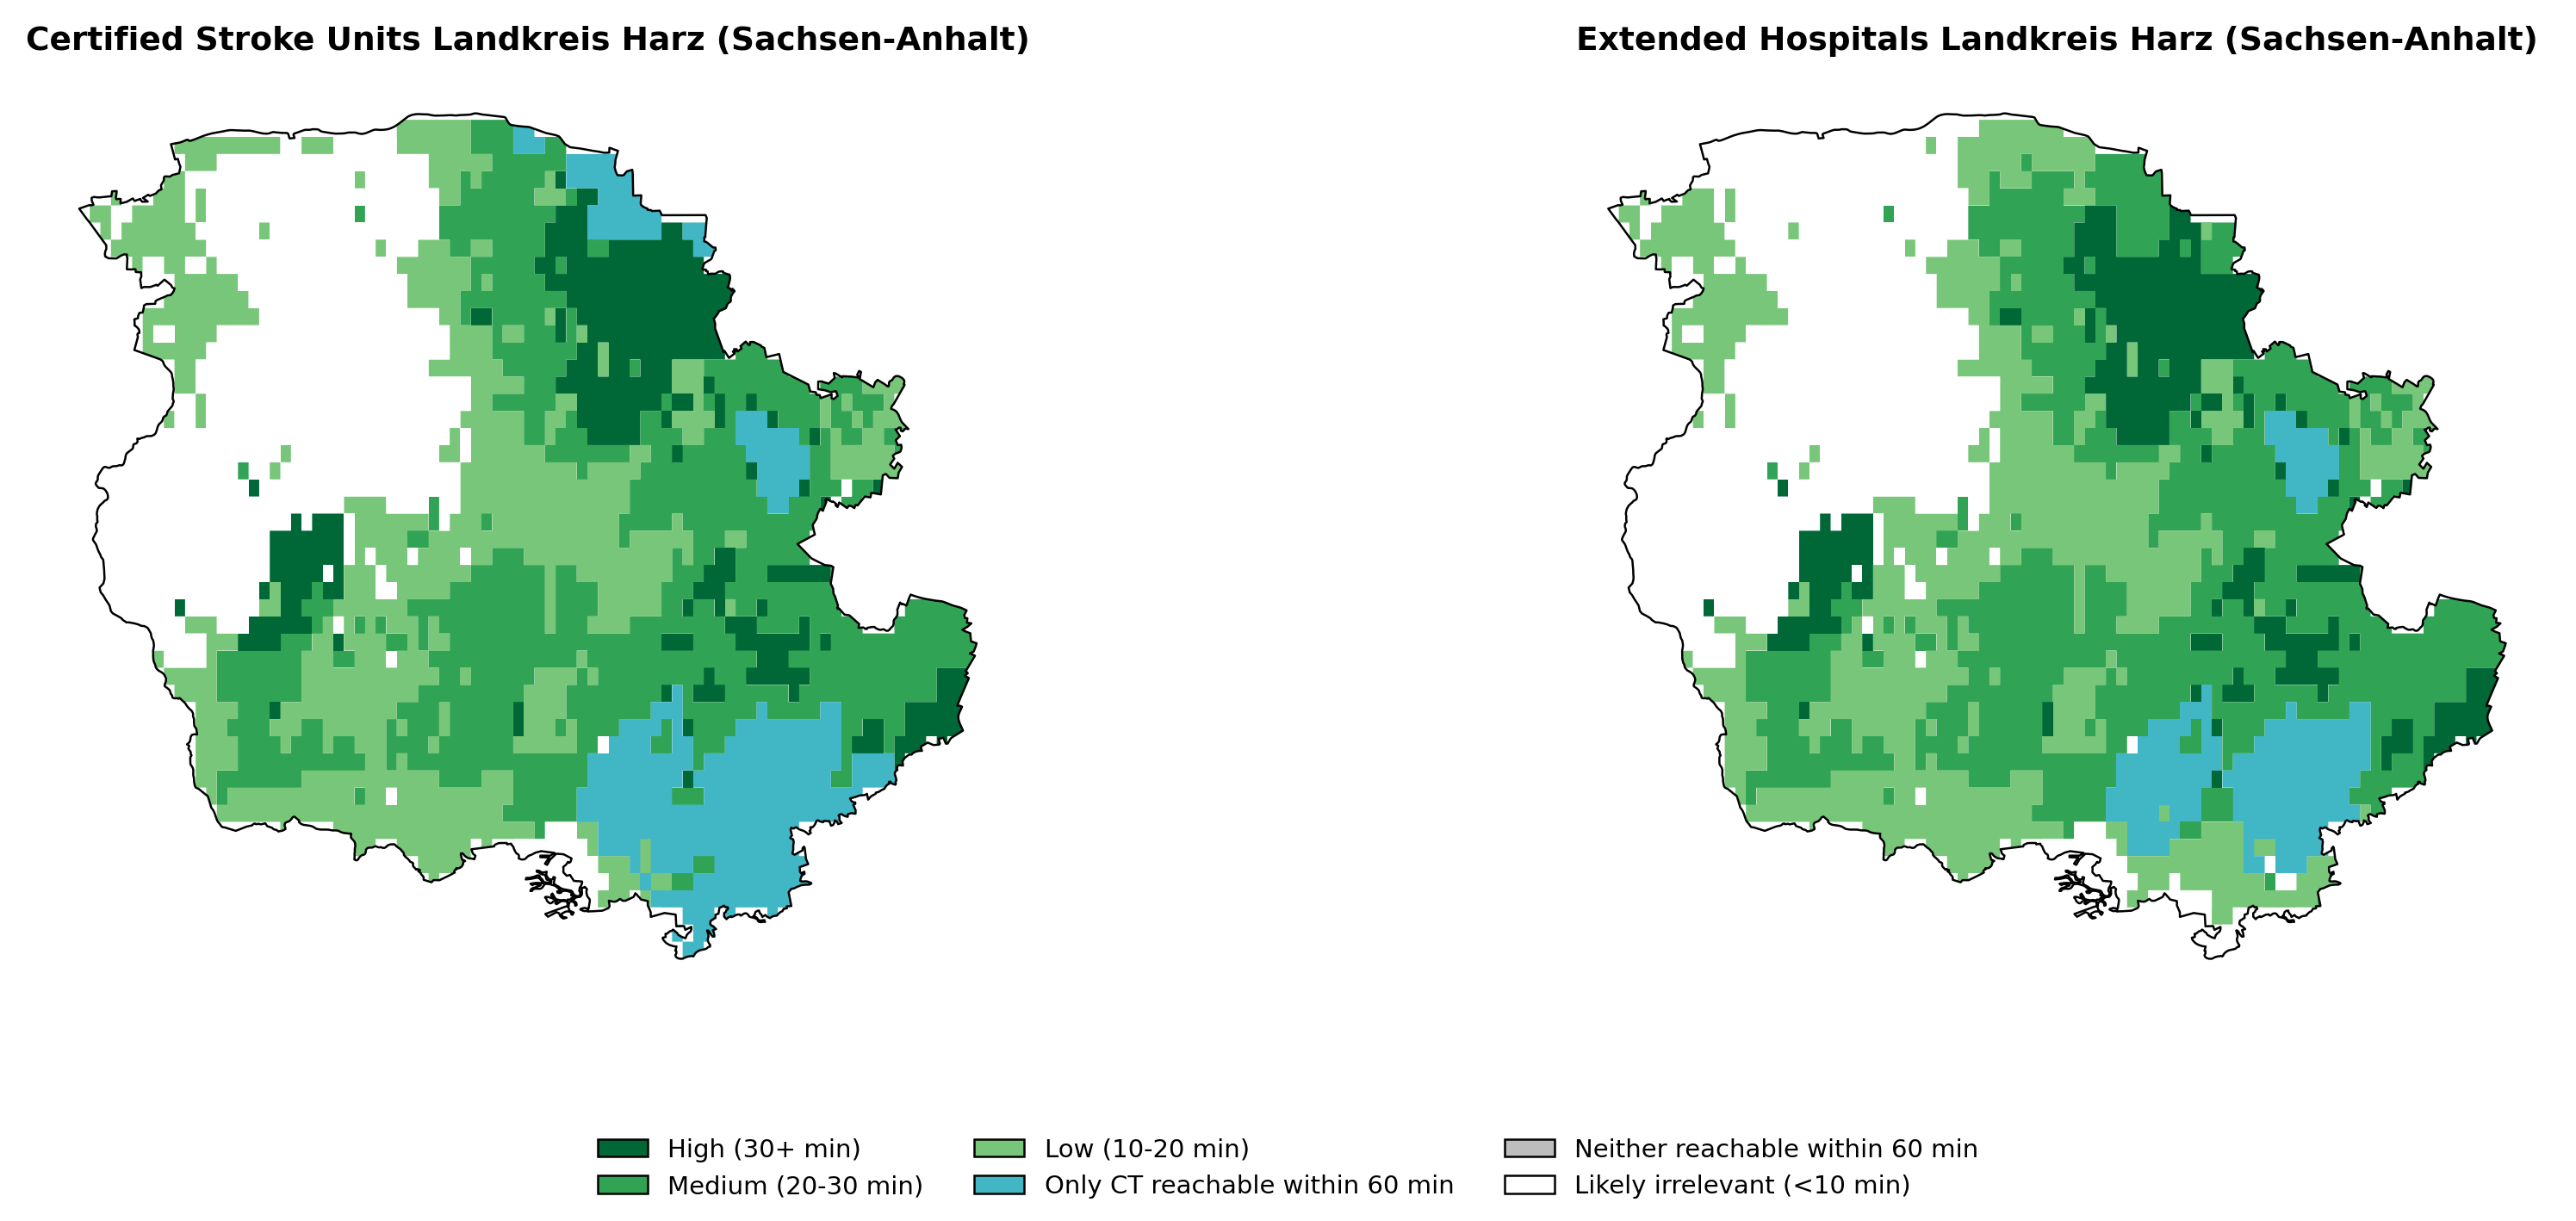 Certified Stroke Units Landkreis Harz (Sachsen-Anhalt)
Extended Hospitals Landkreis Harz (Sachsen-Anhalt)
High (30+ min)
Medium (20-30 min)
Low (10-20 min)
Only CT reachable within 60 min
Neither reachable within 60 min
Likely irrelevant (<10 min)